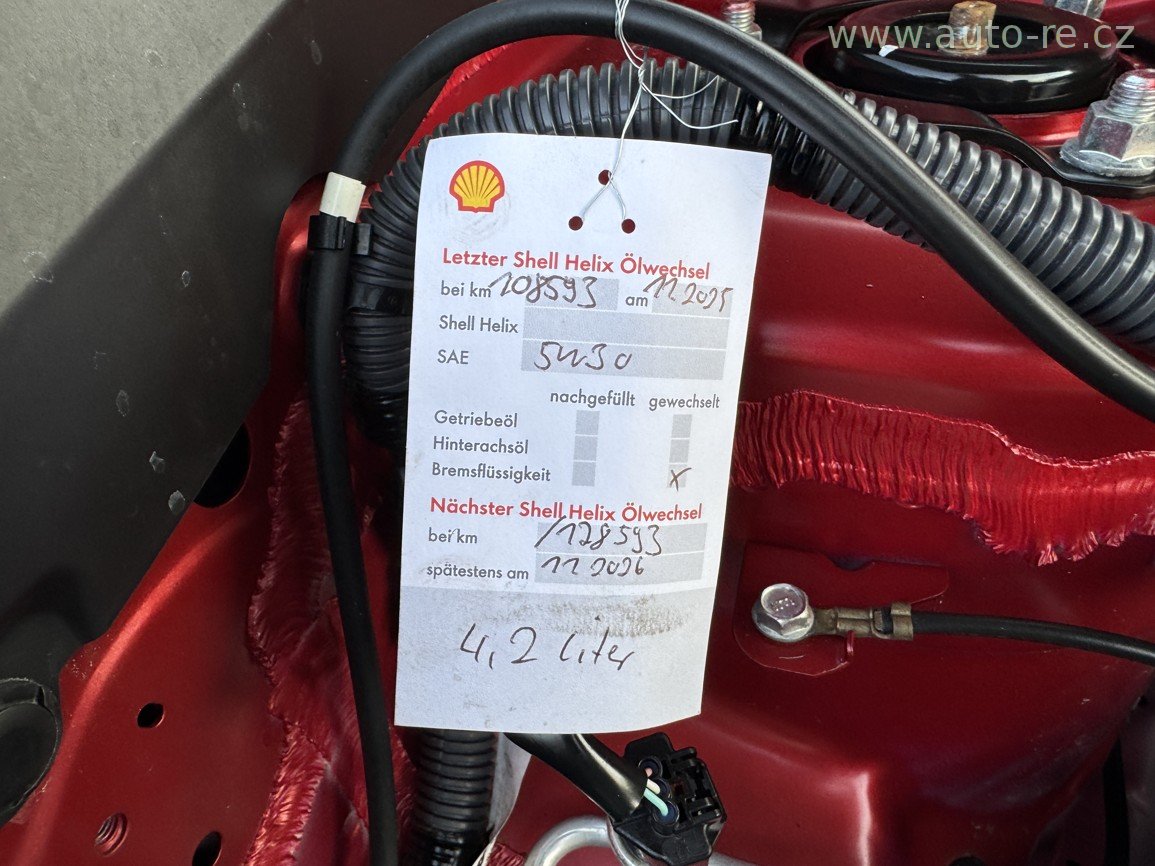 www.auto-re.cz
Letzter Shell Helix Ölwechsel
bei km 108593 am 11.2025
Shell Helix
SAE 5W30
nachgefüllt gewechselt
Getriebeöl
Hinterachsöl
Bremsflüssigkeit x
Nächster Shell Helix Ölwechsel
bei km /128593
spätestens am 11 2026
4,2 Liter